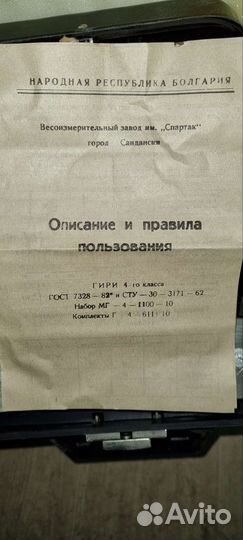 НАРОДНАЯ РЕСПУБЛИКА БОЛГАРИЯ
Весоизмерительный завод им. „Спартак“
город Сандански
Описание и правила
пользования
ГИРИ 4-го класса
ГОСТ 7328 — 82* и СТУ — 30 — 3171 — 62
Набор МГ — 4 — 1100 — 10
Комплекты Г — 4 — 611 — 10
Avito